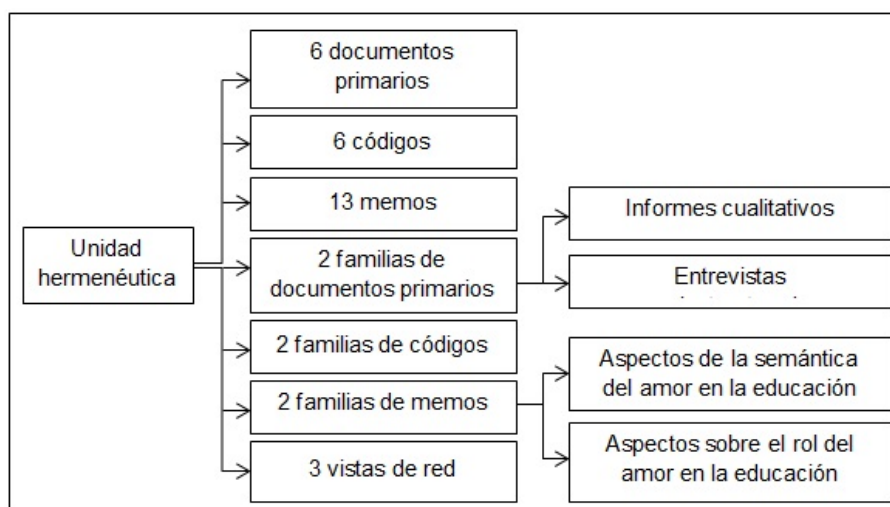 6 documentos
primarios
6 códigos
13 memos
Unidad
hermenéutica
2 familias de
documentos primarios
2 familias de códigos
2 familias de memos
3 vistas de red
Informes cualitativos
Entrevistas
Aspectos de la semántica
del amor en la educación
Aspectos sobre el rol del
amor en la educación